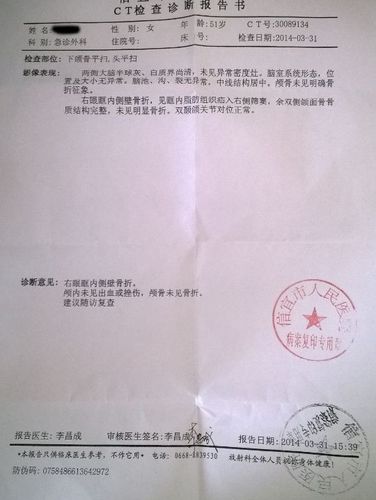 CT检查诊断报告书
姓名: 性别: 女 年龄: 51岁 CT号: 30089134
科别: 急诊外科 住院号: 床号: 检查日期: 2014-03-31
检查部位: 下颌骨平扫, 头平扫
影像表现: 两侧大脑半球灰、白质界尚清, 未见异常密度灶。脑室系统形态, 位
置及大小无异常。脑池、沟、裂无异常。中线结构居中。颅骨未见明确骨
折征象。
右眼眶内侧壁骨折, 见眶内脂肪组织疝入右侧筛窦, 余双侧颌面骨骨
质结构完整, 未见明显骨折。双颞颌关节对位正常。
诊断意见: 右眼眶内侧壁骨折。
颅内未见出血或挫伤, 颅骨未见骨折。
建议随访复查
信宜市人民医
病案复印专用
报告医生: 李昌成 审核医生签名: 李昌成 报告日期: 2014-03-31 15:39
*本报告只供临床医生参考, 不作它用* 电话: 0668-8839530 放射科全体人员祝您身体健康!
防伪码: 0758486613642972